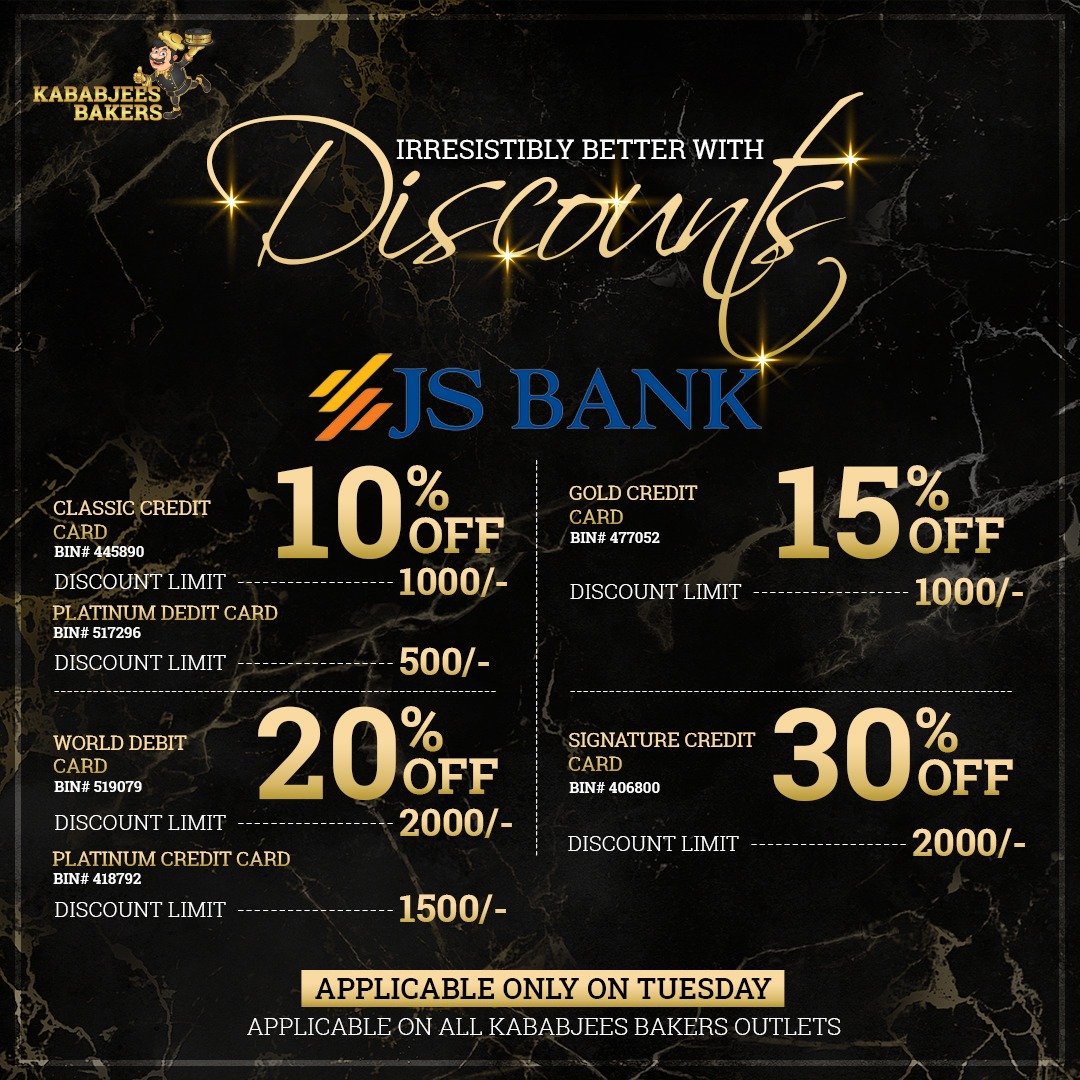 KABABJEES
BAKERS
IRRESISTIBLY BETTER WITH
Discounts
JS BANK
CLASSIC CREDIT
CARD
BIN# 445890
10% OFF
DISCOUNT LIMIT 1000/-
PLATINUM DEDIT CARD
BIN# 517296
DISCOUNT LIMIT 500/-
GOLD CREDIT
CARD
BIN# 477052
15% OFF
DISCOUNT LIMIT 1000/-
WORLD DEBIT
CARD
BIN# 519079
20% OFF
DISCOUNT LIMIT 2000/-
PLATINUM CREDIT CARD
BIN# 418792
DISCOUNT LIMIT 1500/-
SIGNATURE CREDIT
CARD
BIN# 406800
30% OFF
DISCOUNT LIMIT 2000/-
APPLICABLE ONLY ON TUESDAY
APPLICABLE ON ALL KABABJEES BAKERS OUTLETS